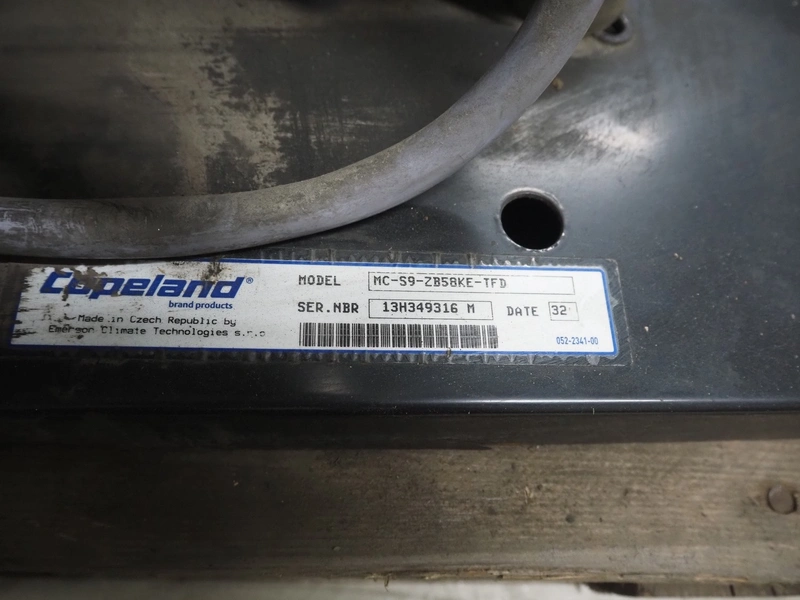 Copeland®
brand products
Made in Czech Republic by
Emerson Climate Technologies s.r.o
MODEL MC-S9-ZB58KE-TFD
SER.NBR 13H349316 M DATE 32
052-2341-00